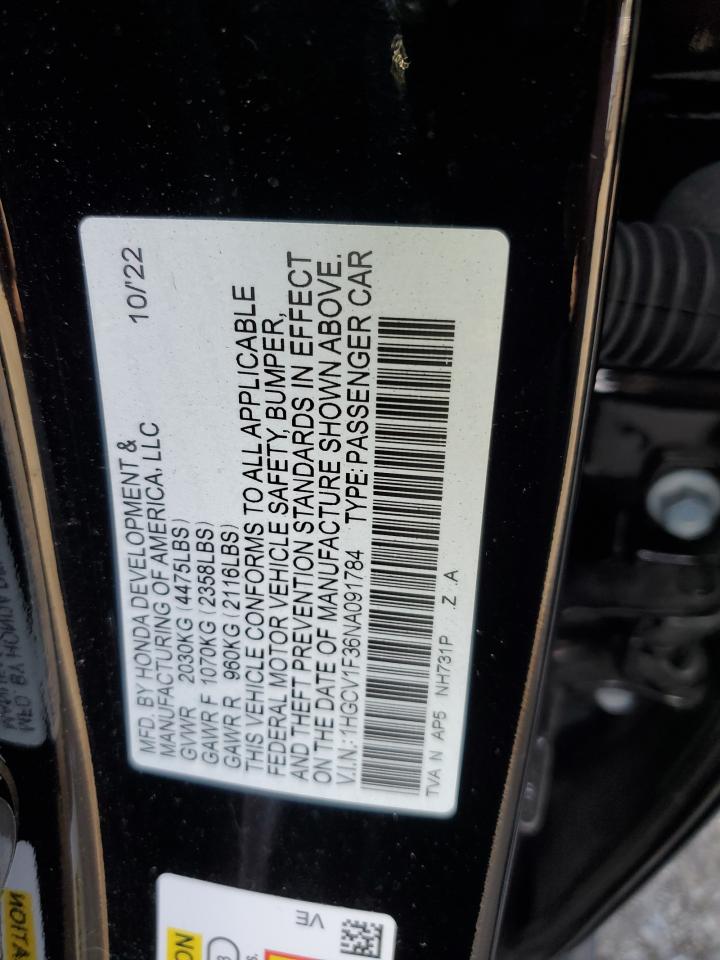 MFD. BY HONDA DEVELOPMENT &
MANUFACTURING OF AMERICA, LLC 10/'22
GVWR 2030KG (4475LBS)
GAWR F 1070KG (2358LBS)
GAWR R 960KG (2116LBS)
THIS VEHICLE CONFORMS TO ALL APPLICABLE
FEDERAL MOTOR VEHICLE SAFETY, BUMPER,
AND THEFT PREVENTION STANDARDS IN EFFECT
ON THE DATE OF MANUFACTURE SHOWN ABOVE.
V.I.N.: 1HGCV1F36NA091784 TYPE: PASSENGER CAR
TVA N AP5 NH731P .Z .A
VE